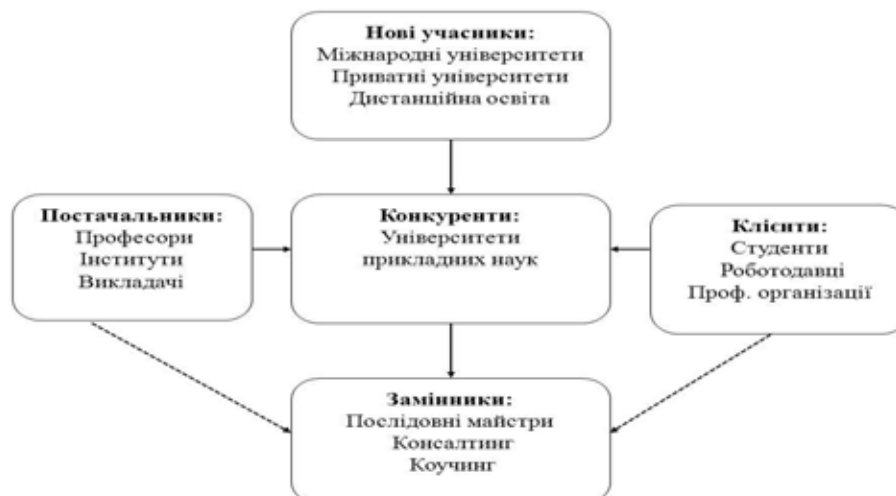 Нові учасники:
Міжнародні університети
Приватні університети
Дистанційна освіта
Постачальники:
Професори
Інститути
Викладачі
Конкуренти:
Університети
прикладних наук
Клієнти:
Студенти
Роботодавці
Проф. організації
Замінники:
Послідовні майстри
Консалтинг
Коучинг